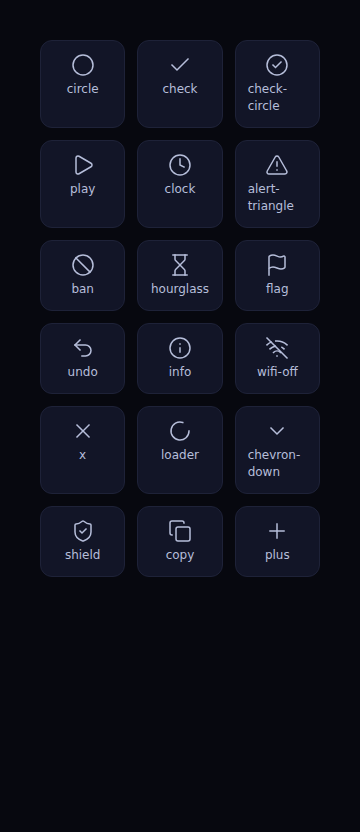 circle
check
check-
circle
play
clock
alert-
triangle
ban
hourglass
flag
undo
info
wifi-off
x
loader
chevron-
down
shield
copy
plus